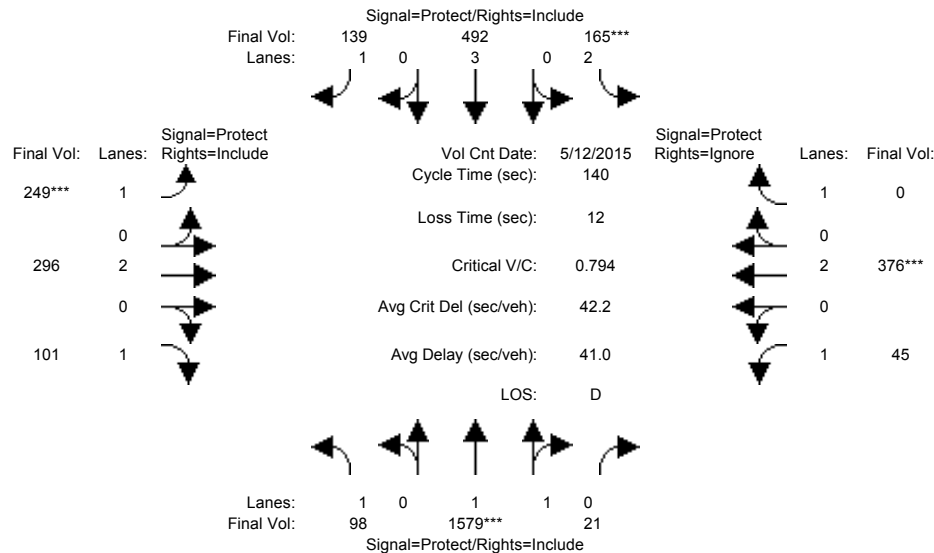 Signal=Protect/Rights=Include
Final Vol: 139 492 165***
Lanes: 1 0 3 0 2
Signal=Protect Signal=Protect
Final Vol: Lanes: Rights=Include Vol Cnt Date: 5/12/2015 Rights=Ignore Lanes: Final Vol:
Cycle Time (sec): 140
249*** 1 1 0
Loss Time (sec): 12
0 0
296 2 Critical V/C: 0.794 2 376***
0 Avg Crit Del (sec/veh): 42.2 0
101 1 Avg Delay (sec/veh): 41.0 1 45
LOS: D
Lanes: 1 0 1 1 0
Final Vol: 98 1579*** 21
Signal=Protect/Rights=Include